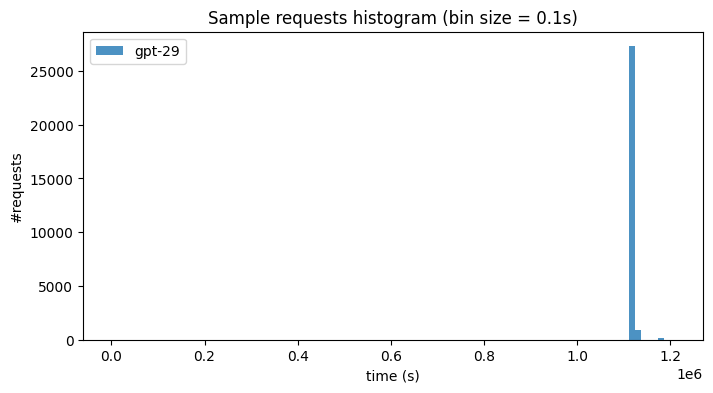 Sample requests histogram (bin size = 0.1s)
gpt-29
#requests
25000
20000
15000
10000
5000
0
0.0 0.2 0.4 0.6 0.8 1.0 1.2
1e6
time (s)